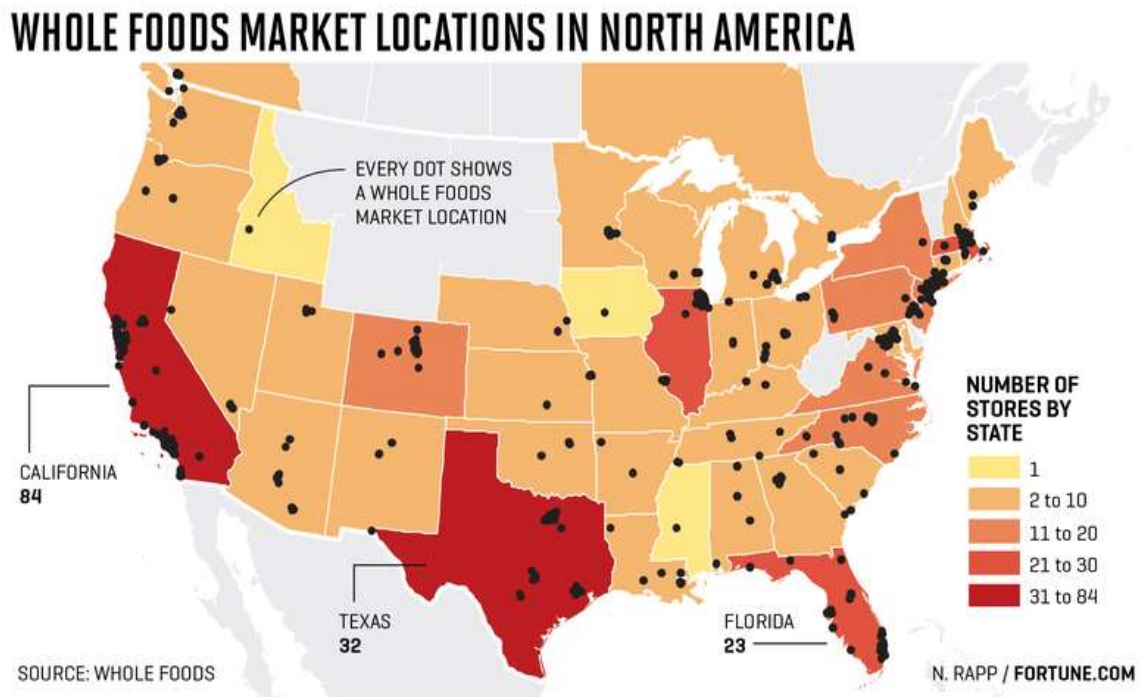 WHOLE FOODS MARKET LOCATIONS IN NORTH AMERICA
EVERY DOT SHOWS
A WHOLE FOODS
MARKET LOCATION
CALIFORNIA
84
TEXAS
32
FLORIDA
23
NUMBER OF
STORES BY
STATE
1
2 to 10
11 to 20
21 to 30
31 to 84
SOURCE: WHOLE FOODS
N. RAPP / FORTUNE.COM